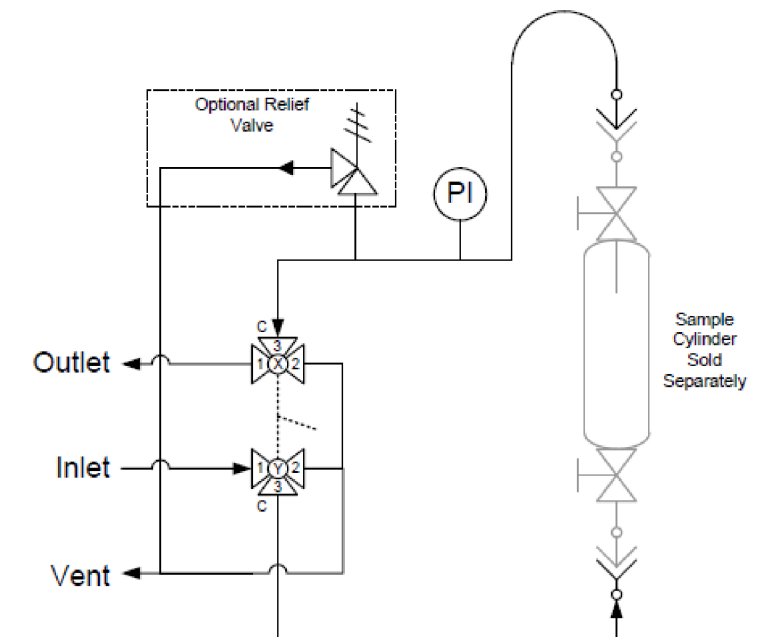 Optional Relief
Valve
PI
Sample
Cylinder
Sold
Separately
C
3
Outlet
1 X 2
Inlet
1 Y 2
3
C
Vent